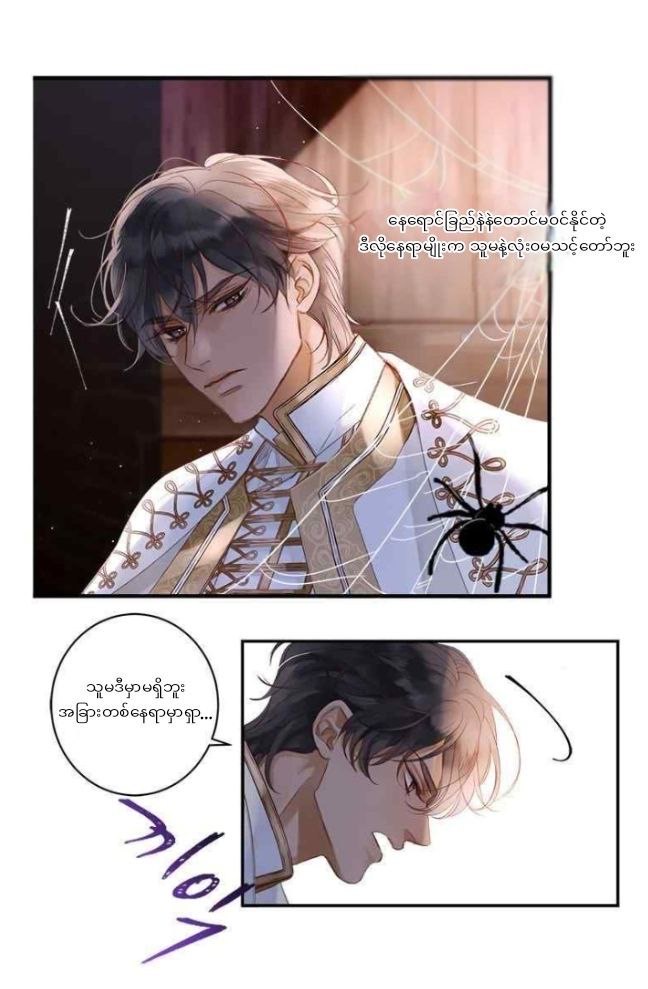 နေရောင်ခြည်နဲနဲတောင်မဝင်နိုင်တဲ့
ဒီလိုနေရာမျိုးက သူမနဲ့လုံးဝမသင့်တော်ဘူး
သူမဒီမှာမရှိဘူး
အခြားတစ်နေရာမှာရှာ...
끼이익